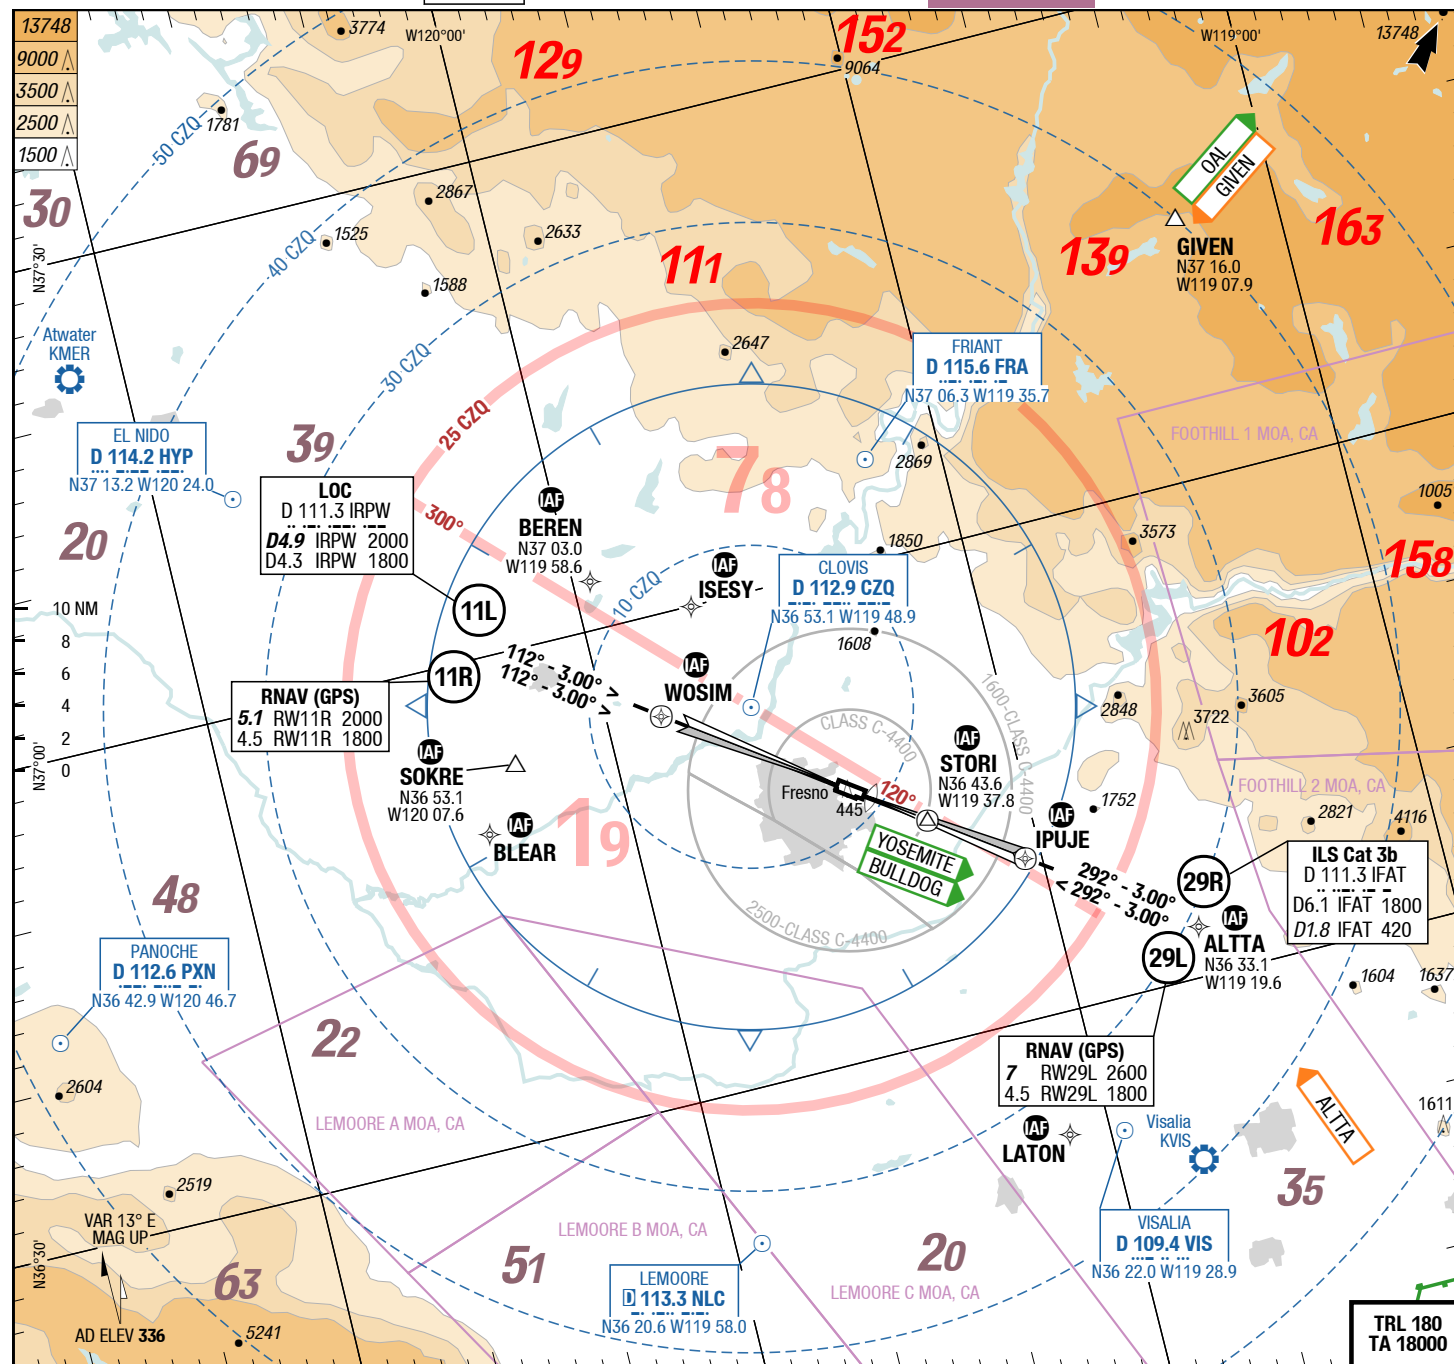 13748
9000
3500
2500
1500
3774
W120°00'
129
152
9064
W119°00'
13748
50 CZQ
1781
69
30
2867
1525
2633
40 CZQ
1588
N37°30'
111
OAL
GIVEN
139
163
GIVEN
N37 16.0
W119 07.9
Atwater
KMER
30 CZQ
2647
FRIANT
D 115.6 FRA
N37 06.3 W119 35.7
25 CZQ
EL NIDO
D 114.2 HYP
N37 13.2 W120 24.0
39
FOOTHILL 1 MOA, CA
2869
78
LOC
D 111.3 IRPW
D4.9 IRPW 2000
D4.3 IRPW 1800
300°
IAF
BEREN
N37 03.0
W119 58.6
1005
20
3573
1850
158
IAF
ISESY
CLOVIS
D 112.9 CZQ
N36 53.1 W119 48.9
10 CZQ
10 NM
8
6
4
2
0
11L
1608
102
112° - 3.00° >
112° - 3.00° >
11R
IAF
WOSIM
RNAV (GPS)
5.1 RW11R 2000
4.5 RW11R 1800
1600-CLASS C-4400
2848
3605
3722
CLASS C-4400
N37°00'
IAF
SOKRE
N36 53.1
W120 07.6
IAF
STORI
N36 43.6
W119 37.8
FOOTHILL 2 MOA, CA
Fresno
445
120°
1752
2821
4116
IAF
BLEAR
19
IAF
IPUJE
YOSEMITE
BULLDOG
292° - 3.00°
< 292° - 3.00°
29R
ILS Cat 3b
D 111.3 IFAT
D6.1 IFAT 1800
D1.8 IFAT 420
48
2500-CLASS C-4400
IAF
ALTTA
N36 33.1
W119 19.6
29L
PANOCHE
D 112.6 PXN
N36 42.9 W120 46.7
1604
1637
22
RNAV (GPS)
7 RW29L 2600
4.5 RW29L 1800
2604
LEMOORE A MOA, CA
IAF
LATON
Visalia
KVIS
ALTTA
1611
2519
35
VAR 13° E
MAG UP
LEMOORE B MOA, CA
VISALIA
D 109.4 VIS
N36 22.0 W119 28.9
N36°30'
63
51
20
LEMOORE
D 113.3 NLC
N36 20.6 W119 58.0
LEMOORE C MOA, CA
AD ELEV 336
5241
TRL 180
TA 18000